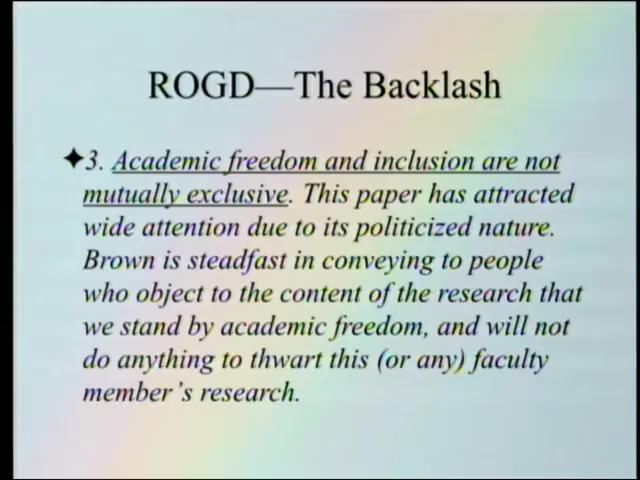 ROGD—The Backlash
✦3. Academic freedom and inclusion are not
mutually exclusive. This paper has attracted
wide attention due to its politicized nature.
Brown is steadfast in conveying to people
who object to the content of the research that
we stand by academic freedom, and will not
do anything to thwart this (or any) faculty
member's research.